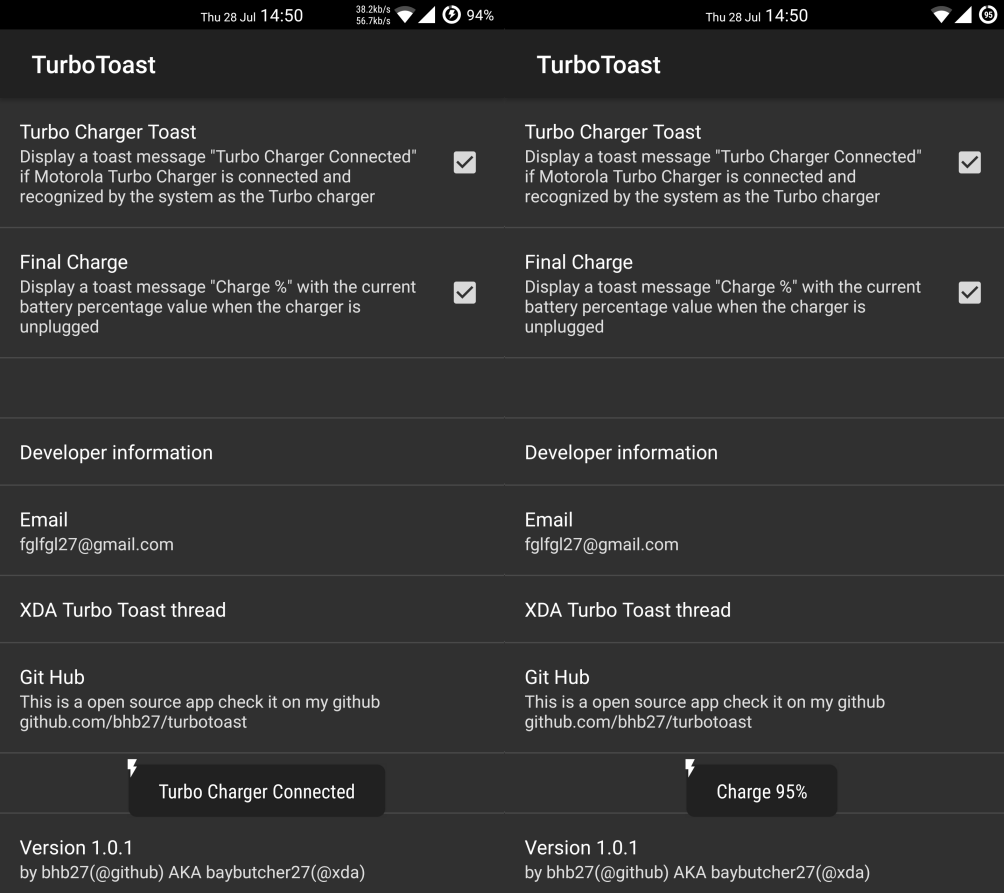 Thu 28 Jul 14:50
38.2kb/s
56.7kb/s
94%
TurboToast
Turbo Charger Toast
Display a toast message "Turbo Charger Connected"
if Motorola Turbo Charger is connected and
recognized by the system as the Turbo charger
Final Charge
Display a toast message "Charge %" with the current
battery percentage value when the charger is
unplugged
Developer information
Email
fglfgl27@gmail.com
XDA Turbo Toast thread
Git Hub
This is a open source app check it on my github
github.com/bhb27/turbotoast
Turbo Charger Connected
Version 1.0.1
by bhb27(@github) AKA baybutcher27(@xda)
Thu 28 Jul 14:50
95
TurboToast
Turbo Charger Toast
Display a toast message "Turbo Charger Connected"
if Motorola Turbo Charger is connected and
recognized by the system as the Turbo charger
Final Charge
Display a toast message "Charge %" with the current
battery percentage value when the charger is
unplugged
Developer information
Email
fglfgl27@gmail.com
XDA Turbo Toast thread
Git Hub
This is a open source app check it on my github
github.com/bhb27/turbotoast
Charge 95%
Version 1.0.1
by bhb27(@github) AKA baybutcher27(@xda)